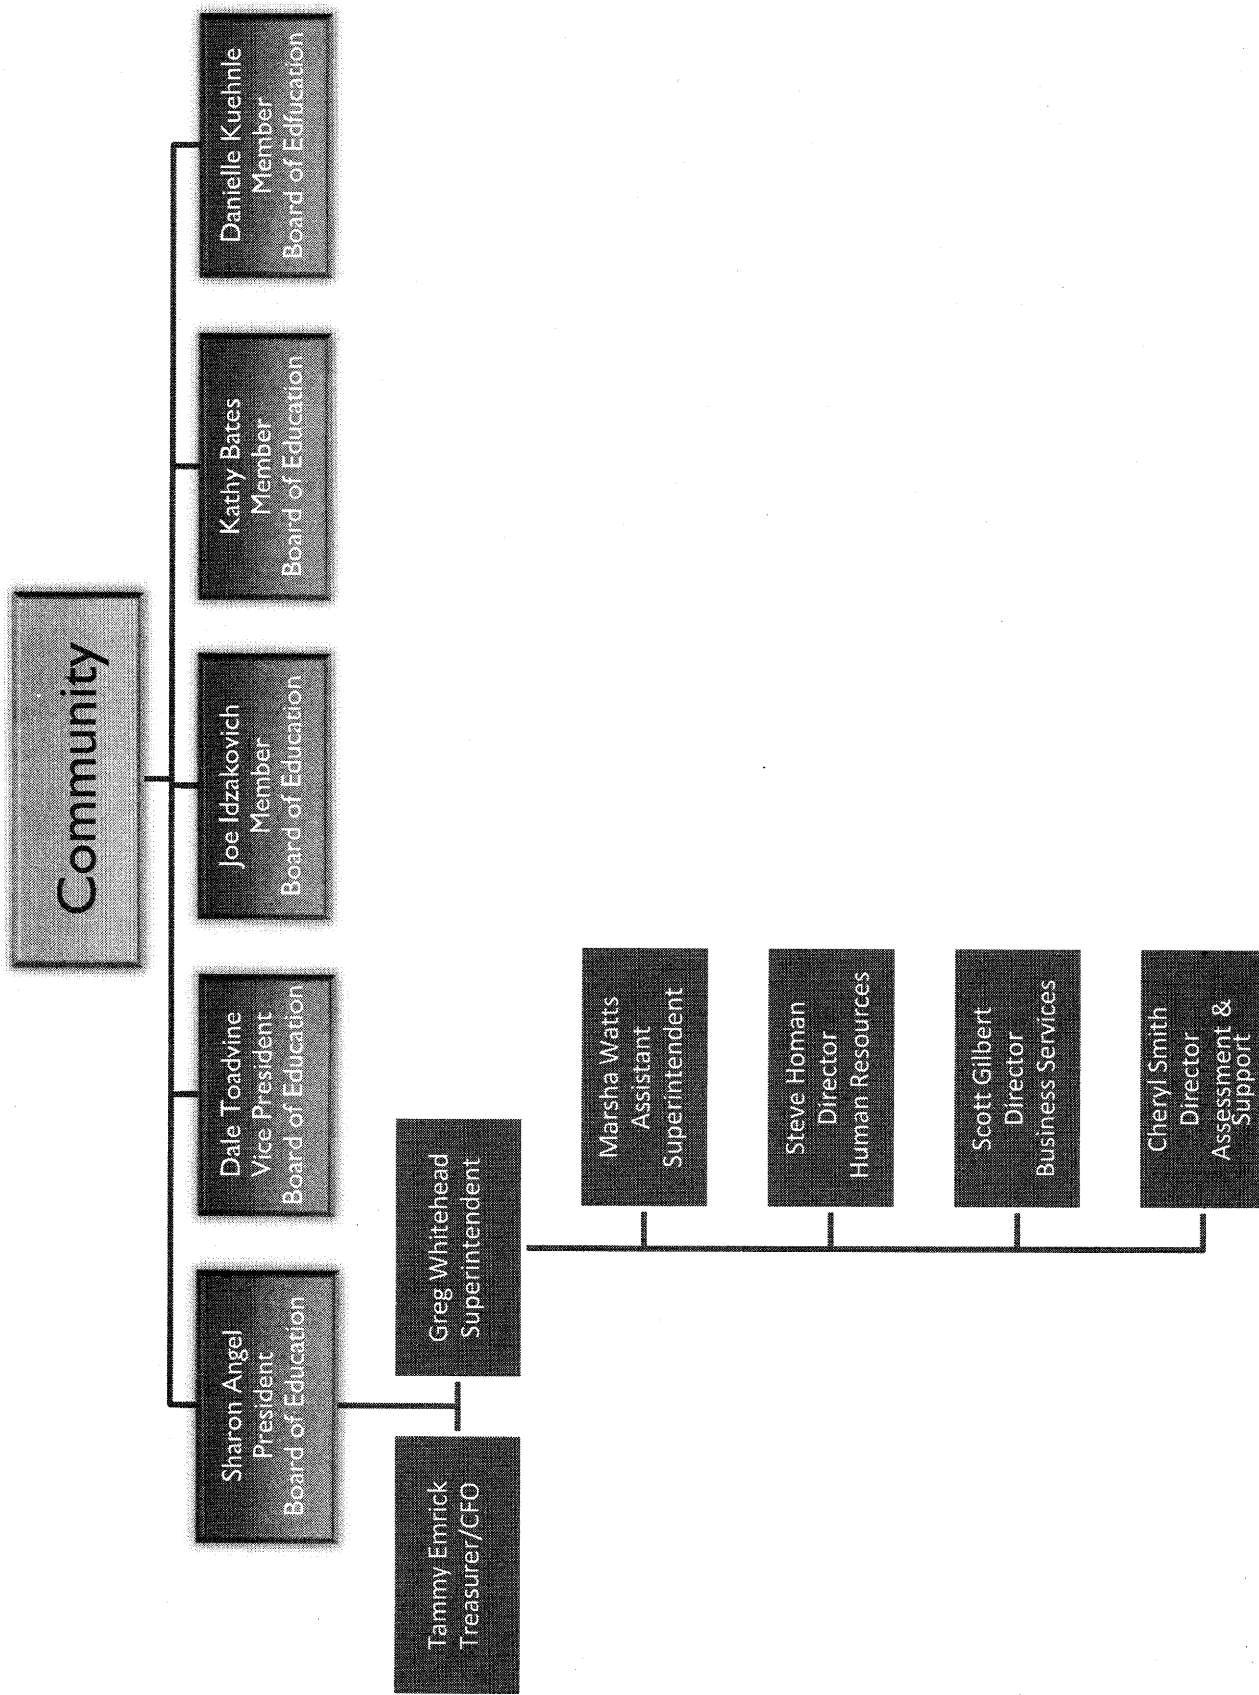 Community
Sharon Angel
President
Board of Education
Dale Toadvine
Vice President
Board of Education
Joe Idzakovich
Member
Board of Education
Kathy Bates
Member
Board of Education
Danielle Kuehnle
Member
Board of Edfucation
Tammy Emrick
Treasurer/CFO
Greg Whitehead
Superintendent
Marsha Watts
Assistant
Superintendent
Steve Homan
Director
Human Resources
Scott Gilbert
Director
Business Services
Cheryl Smith
Director
Assessment &
Support